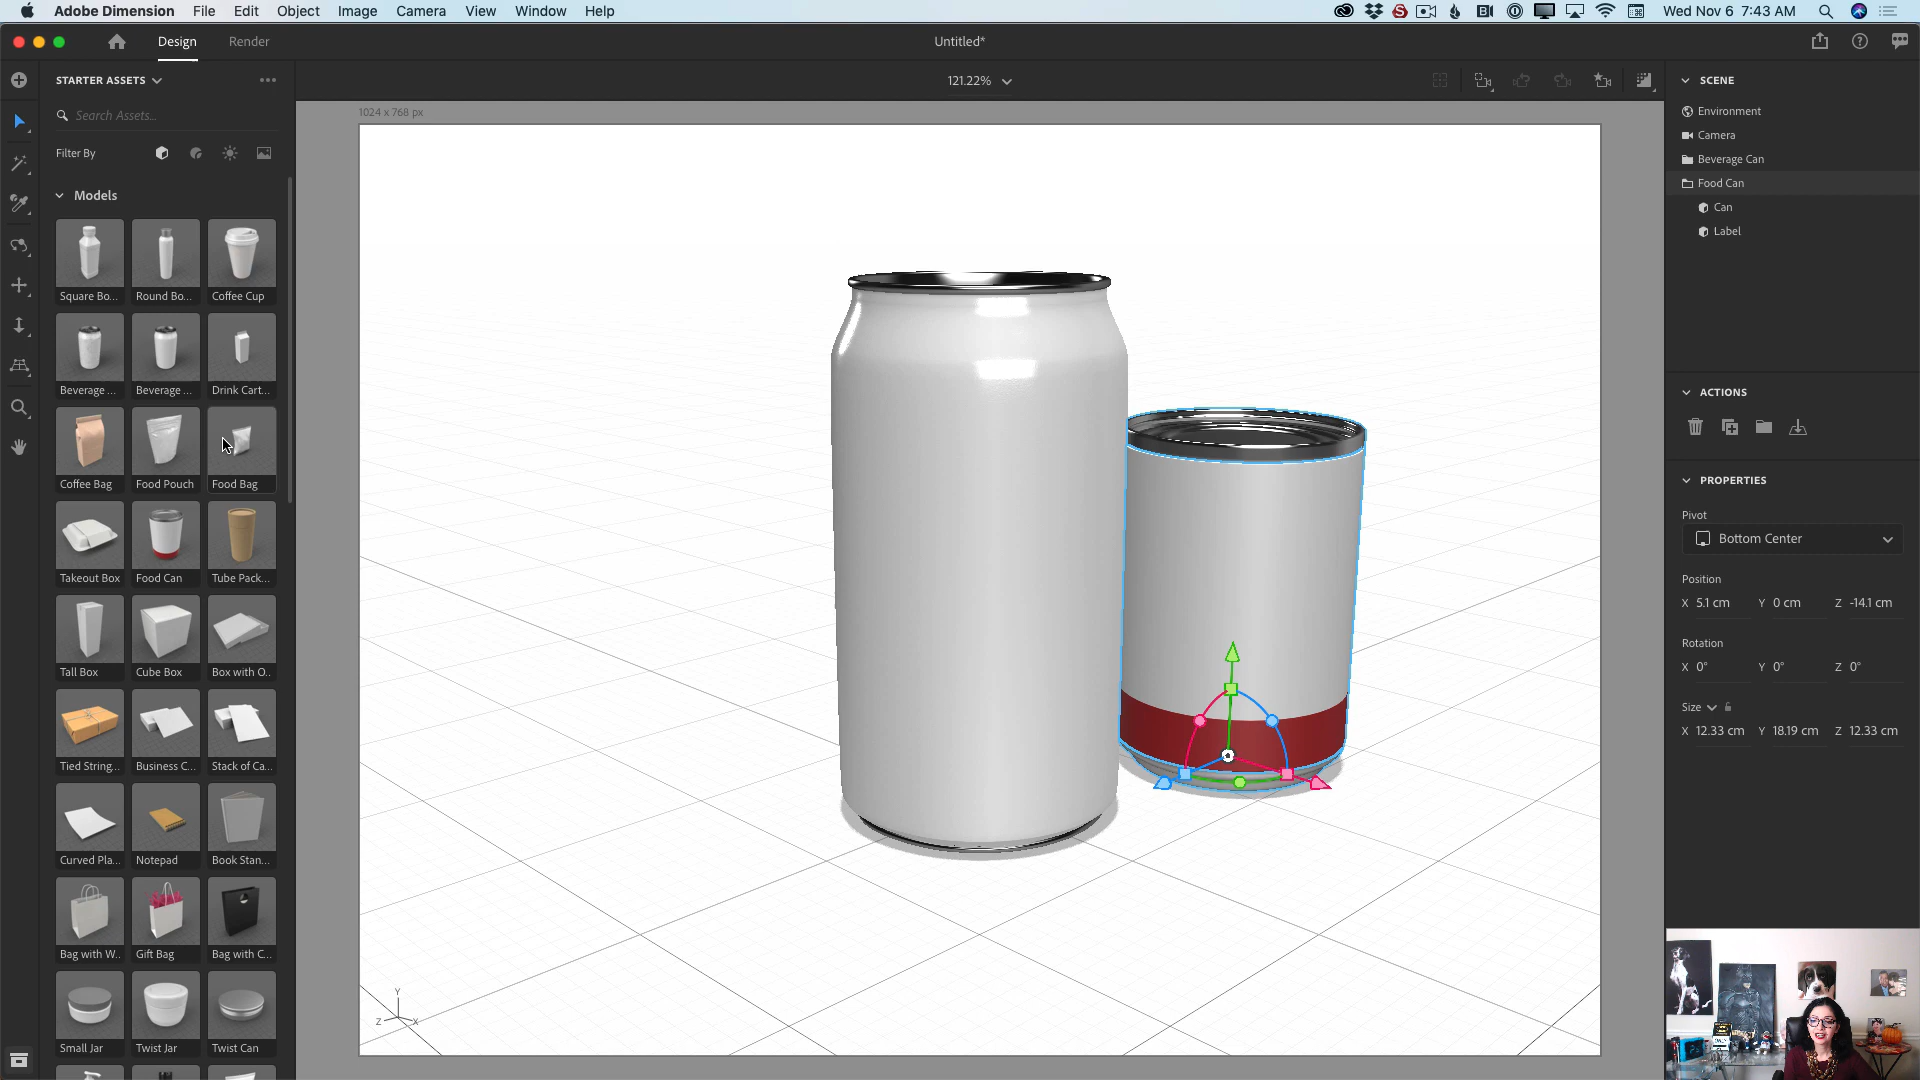 Adobe Dimension File Edit Object Image Camera View Window Help
Wed Nov 6 7:43 AM
Design Render
Untitled*
STARTER ASSETS
121.22%
SCENE
Search Assets...
1024 x 768 px
Environment
Camera
Filter By
Beverage Can
Food Can
Models
Can
Label
Square Bo... Round Bo... Coffee Cup
Beverage ... Beverage ... Drink Cart...
ACTIONS
Coffee Bag Food Pouch Food Bag
PROPERTIES
Pivot
Bottom Center
Takeout Box Food Can Tube Pack...
Position
X 5.1 cm Y 0 cm Z -14.1 cm
Rotation
X 0° Y 0° Z 0°
Tall Box Cube Box Box with O..
Size
X 12.33 cm Y 18.19 cm Z 12.33 cm
Tied String... Business C... Stack of Ca...
Curved Pla... Notepad Book Stan...
Bag with W.. Gift Bag Bag with C...
Y
Z X
Small Jar Twist Jar Twist Can